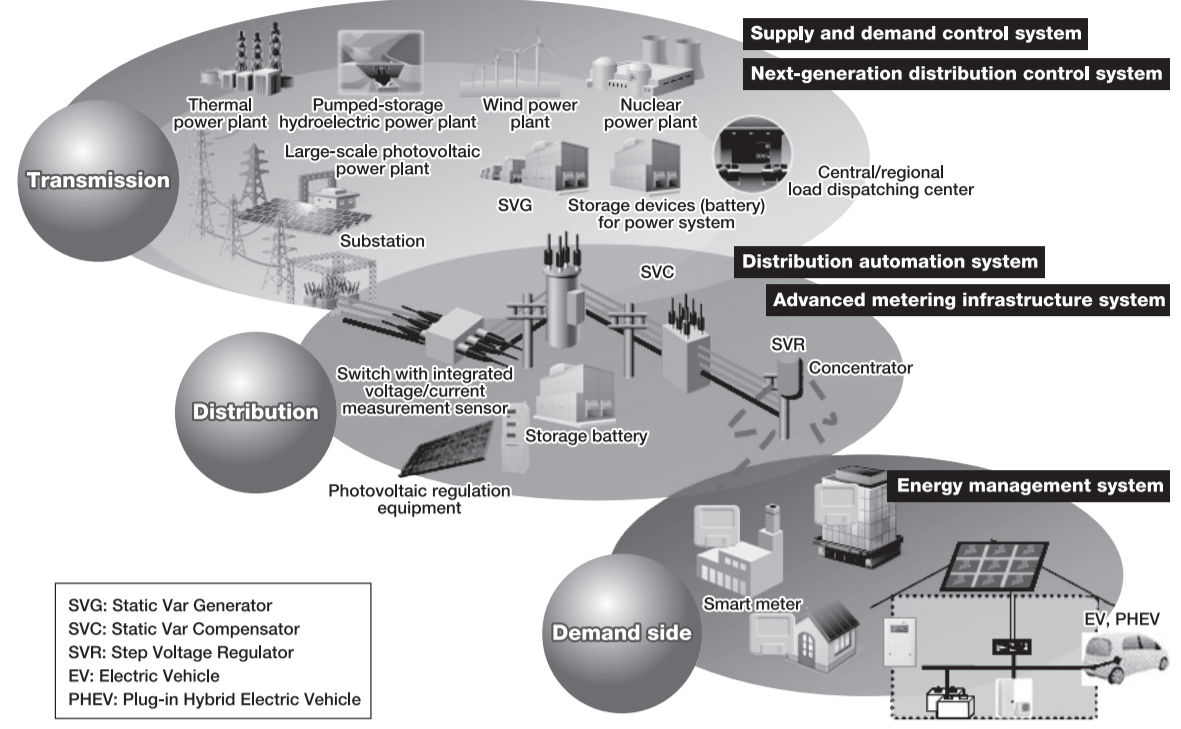 Supply and demand control system
Next-generation distribution control system
Thermal
power plant
Pumped-storage
hydroelectric power plant
Wind power
plant
Nuclear
power plant
Transmission
Large-scale photovoltaic
power plant
Central/regional
load dispatching center
SVG
Storage devices (battery)
for power system
Substation
Distribution automation system
SVC
Advanced metering infrastructure system
SVR
Concentrator
Switch with integrated
voltage/current
measurement sensor
Distribution
Storage battery
Photovoltaic regulation
equipment
Energy management system
Smart meter
Demand side
EV, PHEV
SVG: Static Var Generator
SVC: Static Var Compensator
SVR: Step Voltage Regulator
EV: Electric Vehicle
PHEV: Plug-in Hybrid Electric Vehicle